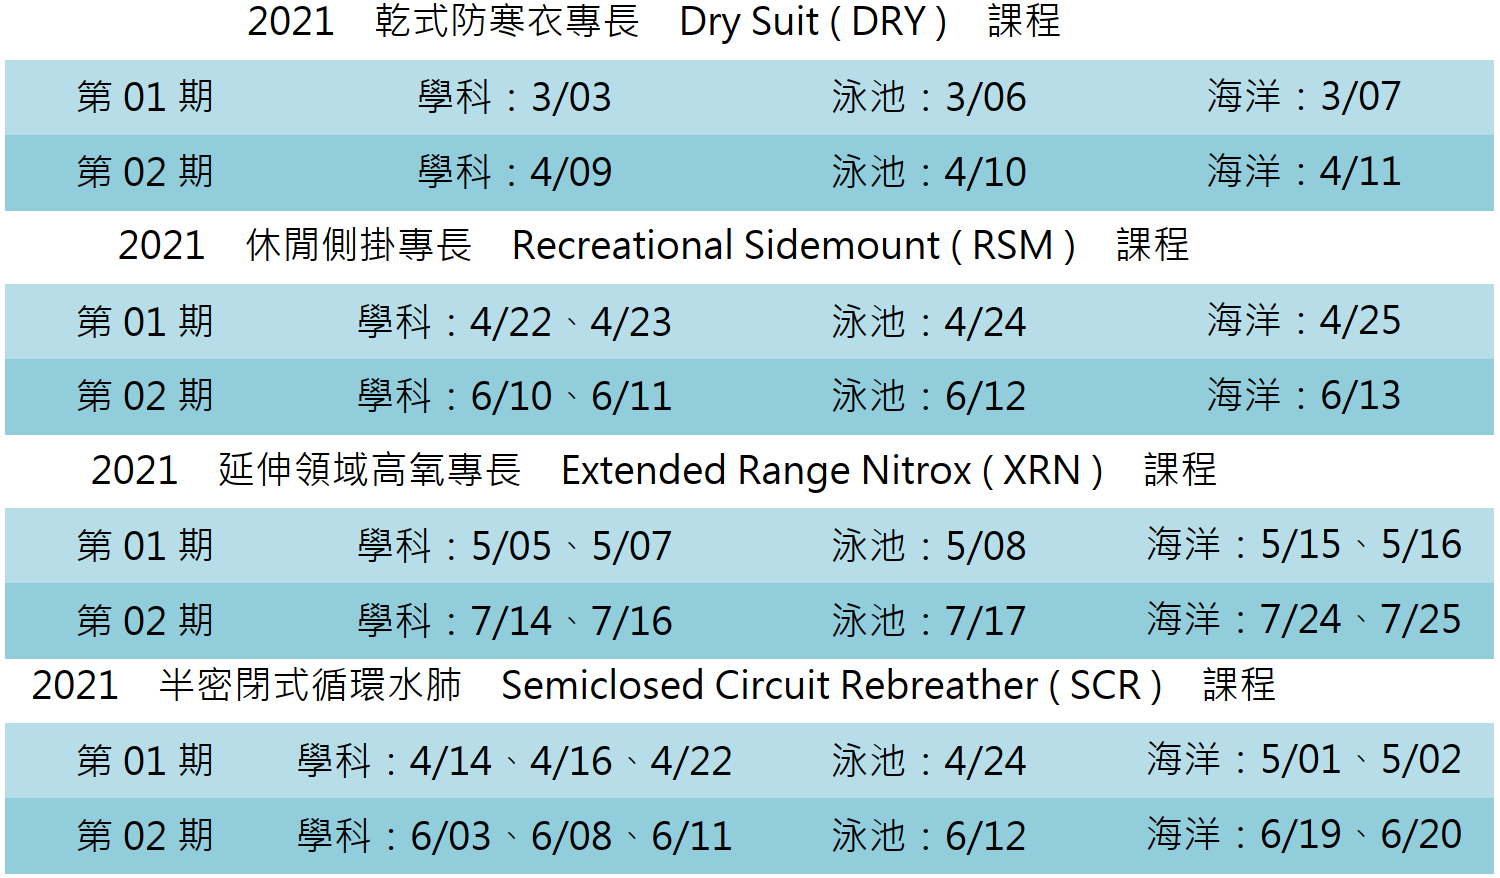 2021　乾式防寒衣專長　Dry Suit ( DRY )　課程
第 01 期　學科：3/03　泳池：3/06　海洋：3/07
第 02 期　學科：4/09　泳池：4/10　海洋：4/11
2021　休閒側掛專長　Recreational Sidemount ( RSM )　課程
第 01 期　學科：4/22、4/23　泳池：4/24　海洋：4/25
第 02 期　學科：6/10、6/11　泳池：6/12　海洋：6/13
2021　延伸領域高氧專長　Extended Range Nitrox ( XRN )　課程
第 01 期　學科：5/05、5/07　泳池：5/08　海洋：5/15、5/16
第 02 期　學科：7/14、7/16　泳池：7/17　海洋：7/24、7/25
2021　半密閉式循環水肺　Semiclosed Circuit Rebreather ( SCR )　課程
第 01 期　學科：4/14、4/16、4/22　泳池：4/24　海洋：5/01、5/02
第 02 期　學科：6/03、6/08、6/11　泳池：6/12　海洋：6/19、6/20